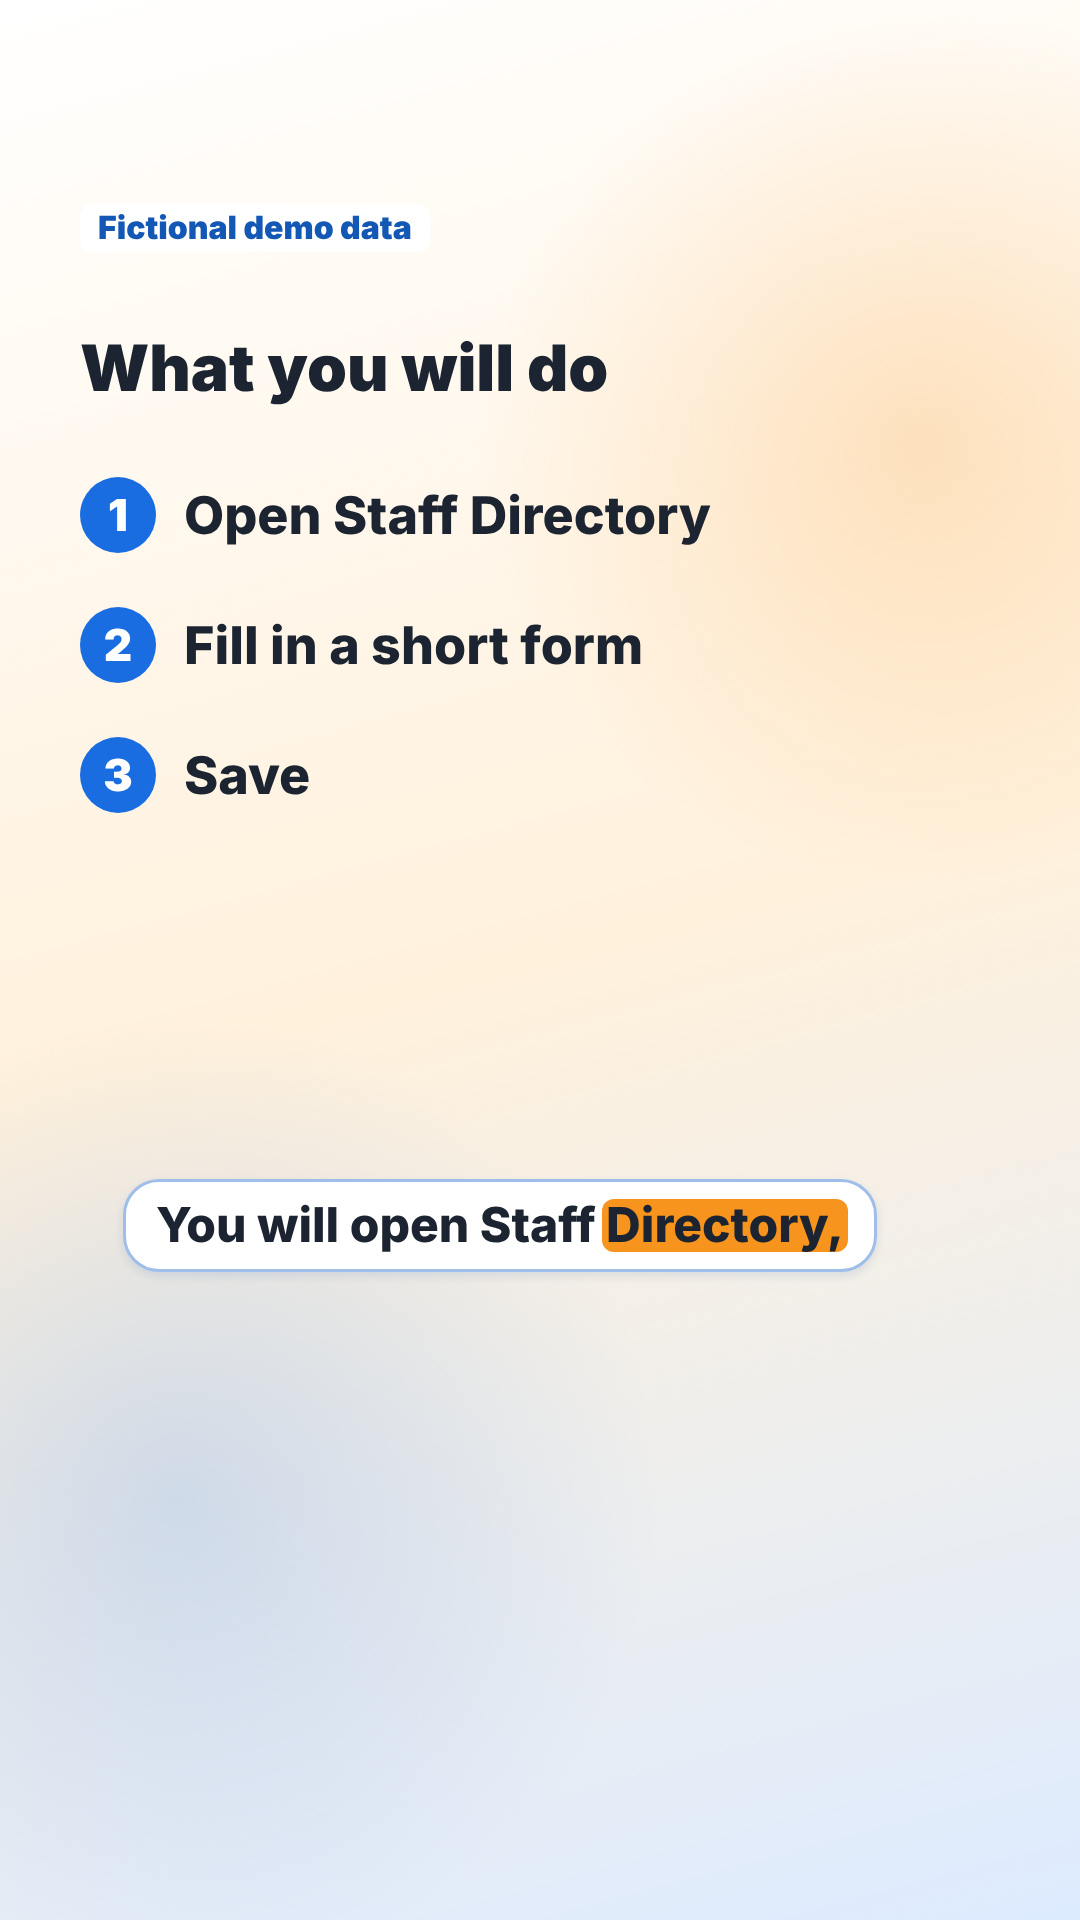 Fictional demo data
What you will do
1 Open Staff Directory
2 Fill in a short form
3 Save
You will open Staff Directory,